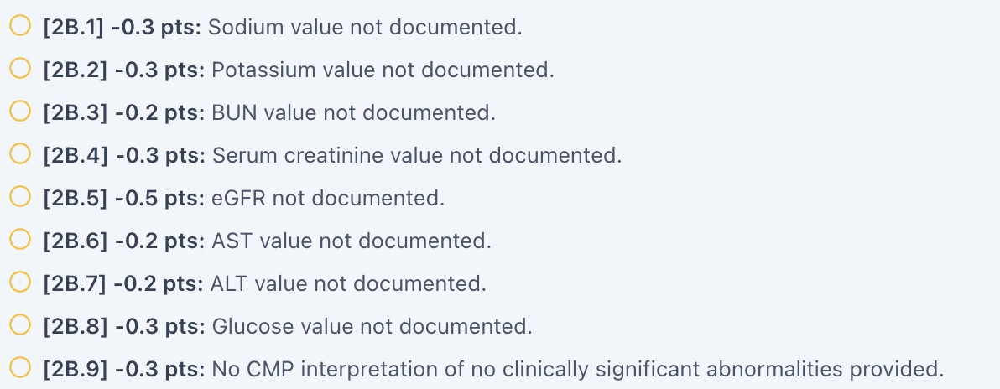 [2B.1] -0.3 pts: Sodium value not documented.
[2B.2] -0.3 pts: Potassium value not documented.
[2B.3] -0.2 pts: BUN value not documented.
[2B.4] -0.3 pts: Serum creatinine value not documented.
[2B.5] -0.5 pts: eGFR not documented.
[2B.6] -0.2 pts: AST value not documented.
[2B.7] -0.2 pts: ALT value not documented.
[2B.8] -0.3 pts: Glucose value not documented.
[2B.9] -0.3 pts: No CMP interpretation of no clinically significant abnormalities provided.